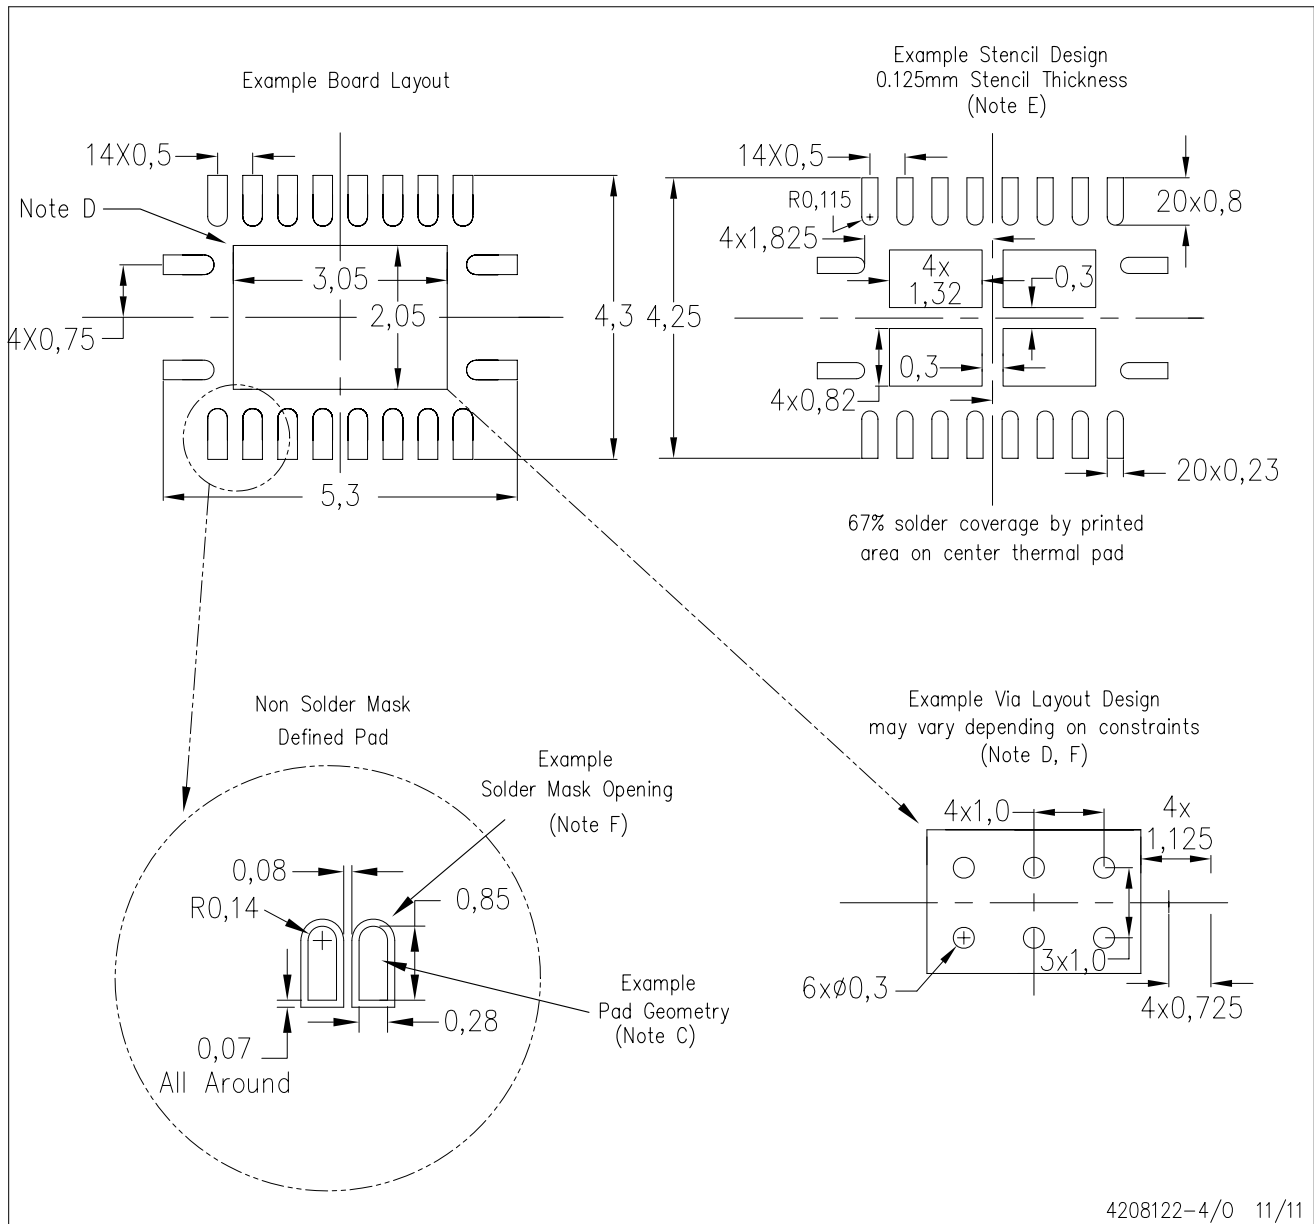 Example Board Layout
14X0,5
Note D
3,05
2,05
4,3
4X0,75
5,3
Example Stencil Design
0.125mm Stencil Thickness
(Note E)
14X0,5
R0,115
20x0,8
4x1,825
4x
1,32
0,3
4,25
0,3
4x0,82
20x0,23
67% solder coverage by printed
area on center thermal pad
Non Solder Mask
Defined Pad
Example
Solder Mask Opening
(Note F)
0,08
R0,14
0,85
Example
Pad Geometry
(Note C)
0,28
0,07
All Around
Example Via Layout Design
may vary depending on constraints
(Note D, F)
4x1,0
4x
1,125
3x1,0
6xø0,3
4x0,725
4208122-4/O 11/11